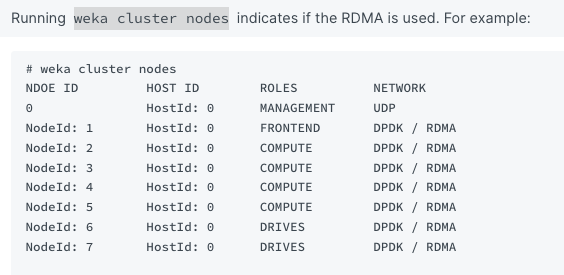 Running weka cluster nodes indicates if the RDMA is used. For example:
# weka cluster nodes
NDOE ID HOST ID ROLES NETWORK
0 HostId: 0 MANAGEMENT UDP
NodeId: 1 HostId: 0 FRONTEND DPDK / RDMA
NodeId: 2 HostId: 0 COMPUTE DPDK / RDMA
NodeId: 3 HostId: 0 COMPUTE DPDK / RDMA
NodeId: 4 HostId: 0 COMPUTE DPDK / RDMA
NodeId: 5 HostId: 0 COMPUTE DPDK / RDMA
NodeId: 6 HostId: 0 DRIVES DPDK / RDMA
NodeId: 7 HostId: 0 DRIVES DPDK / RDMA